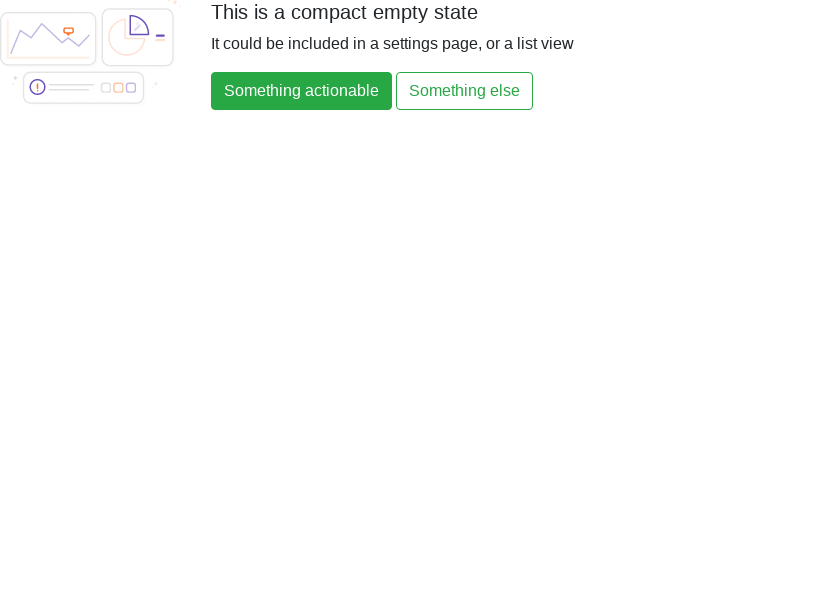 This is a compact empty state
It could be included in a settings page, or a list view
Something actionable
Something else